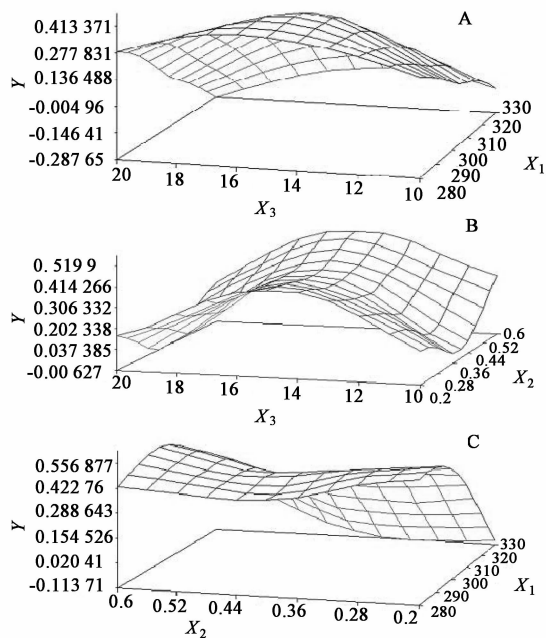 A
0.413 371
0.277 831
0.136 488
-0.004 96
-0.146 41
-0.287 65
Y
20 18 16 14 12 10
X3
280 290 300 310 320 330
X1
B
0. 519 9
0.414 266
0.306 332
0.202 338
0.037 385
-0.00 627
Y
20 18 16 14 12 10
X3
0.2 0.28 0.36 0.44 0.52 0.6
X2
C
0.556 877
0.422 76
0.288 643
0.154 526
0.020 41
-0.113 71
Y
0.6 0.52 0.44 0.36 0.28 0.2
X2
280 290 300 310 320 330
X1